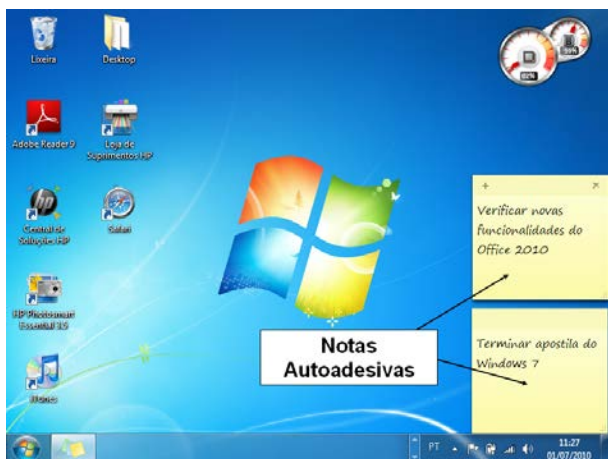 Lixeira
Desktop
Adobe Reader 9
Loja de
Suprimentos HP
hp
Central de
Soluções HP
Safari
HP Photosmart
Essential 3.5
iTunes
Verificar novas
funcionalidades do
Office 2010
Terminar apostila do
Windows 7
Notas
Autoadesivas
PT
11:27
01/07/2010